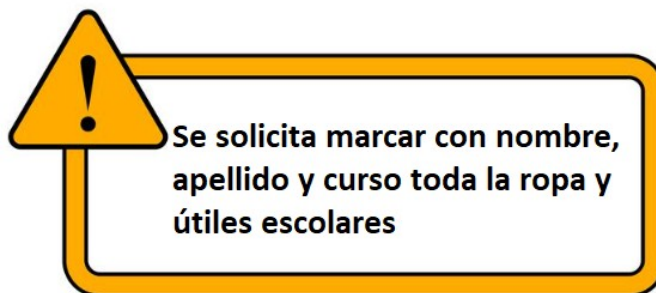 Se solicita marcar con nombre,
apellido y curso toda la ropa y
útiles escolares